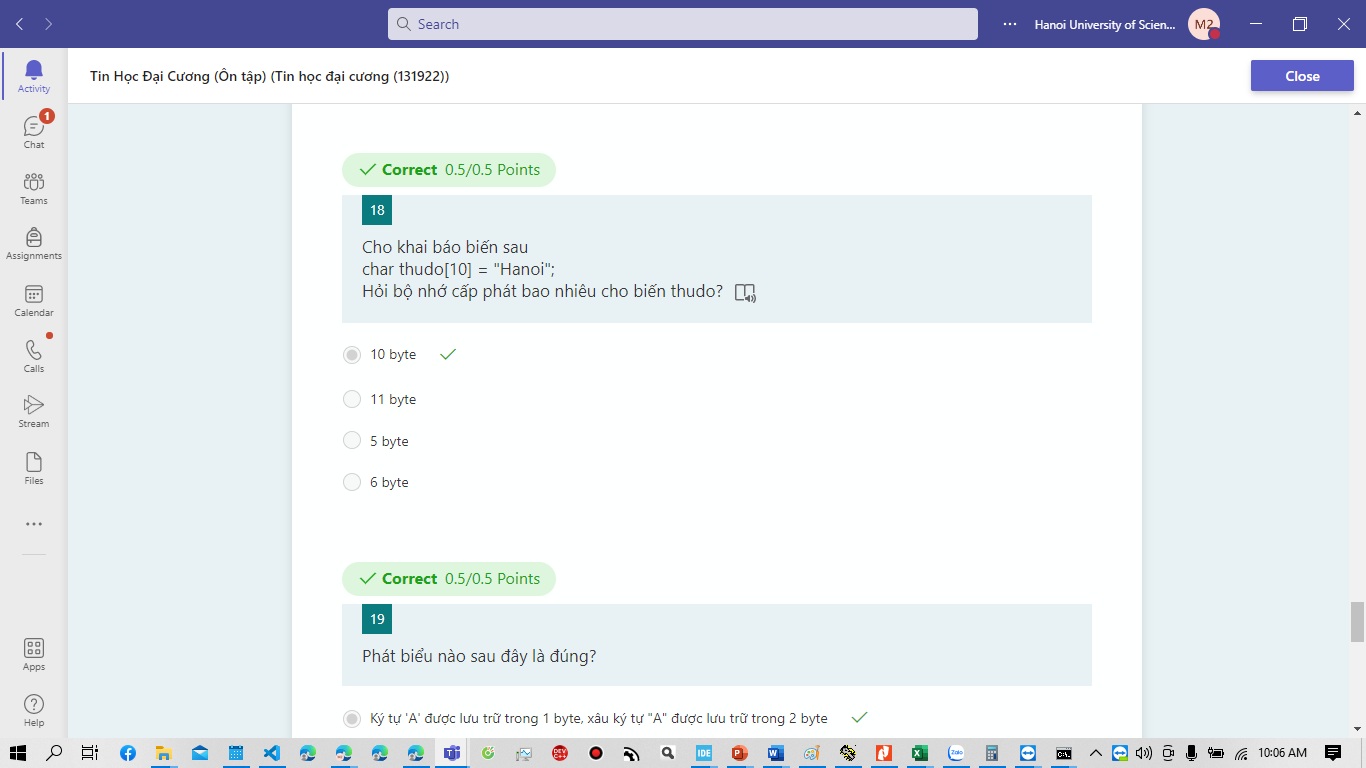 Search
Hanoi University of Scien...
M2
Activity
1
Chat
Teams
Assignments
Calendar
Calls
Stream
Files
Apps
Help
Tin Học Đại Cương (Ôn tập) (Tin học đại cương (131922))
Close
Correct 0.5/0.5 Points
18
Cho khai báo biến sau
char thudo[10] = "Hanoi";
Hỏi bộ nhớ cấp phát bao nhiêu cho biến thudo?
10 byte
11 byte
5 byte
6 byte
Correct 0.5/0.5 Points
19
Phát biểu nào sau đây là đúng?
Ký tự 'A' được lưu trữ trong 1 byte, xâu ký tự "A" được lưu trữ trong 2 byte
DEV C++
IDE
Zalo
10:06 AM